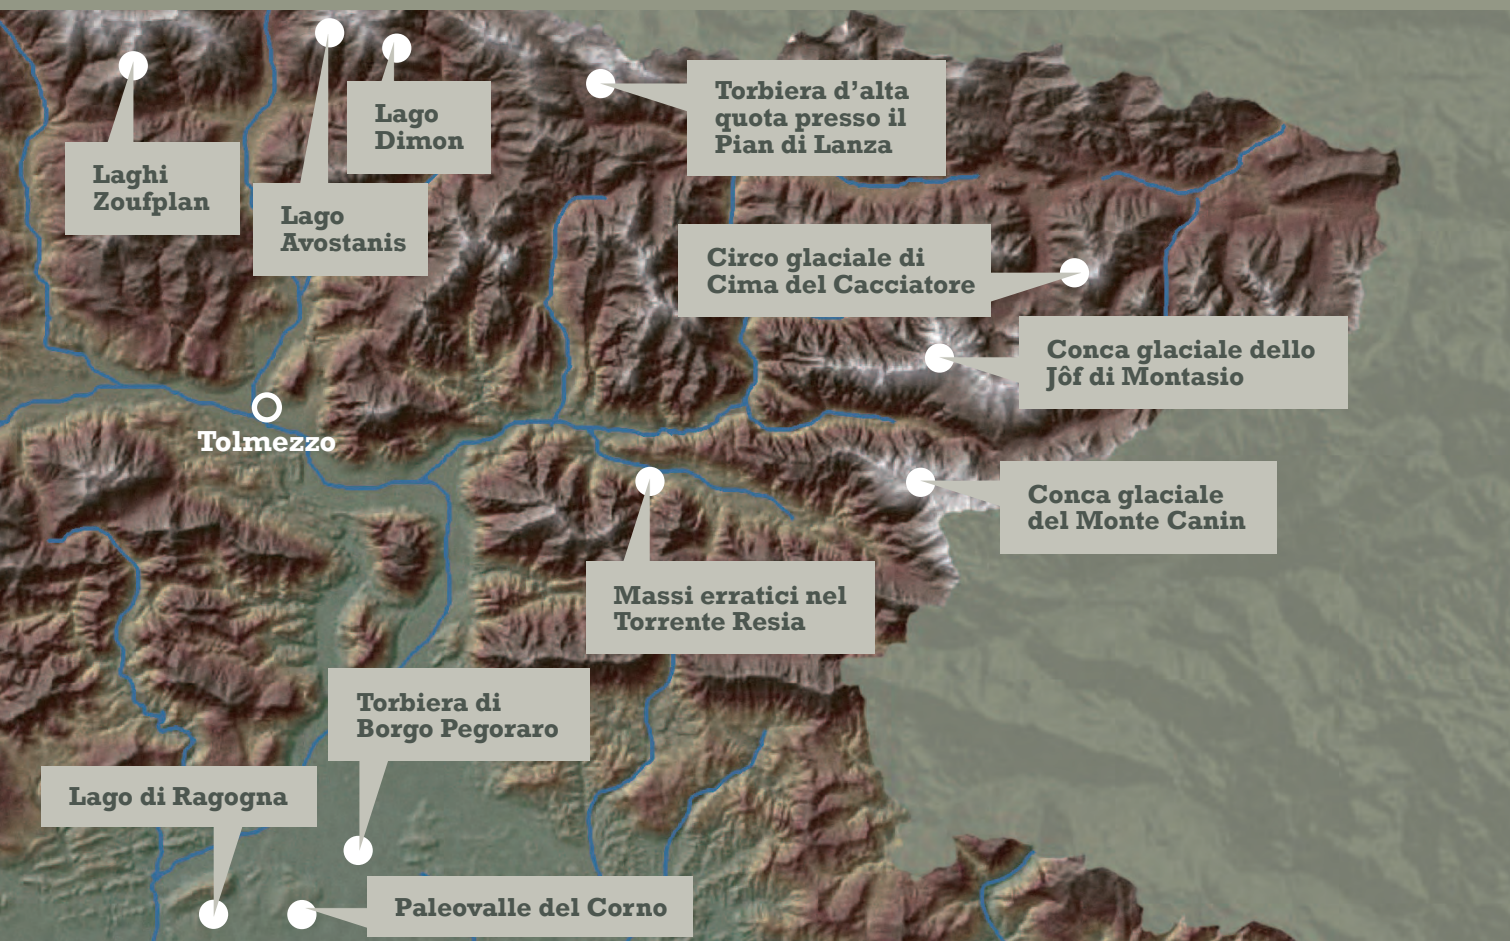 Lago
Dimon
Torbiera d’alta
quota presso il
Pian di Lanza
Laghi
Zoufplan
Lago
Avostanis
Circo glaciale di
Cima del Cacciatore
Conca glaciale dello
Jôf di Montasio
Tolmezzo
Conca glaciale
del Monte Canin
Massi erratici nel
Torrente Resia
Torbiera di
Borgo Pegoraro
Lago di Ragogna
Paleovalle del Corno